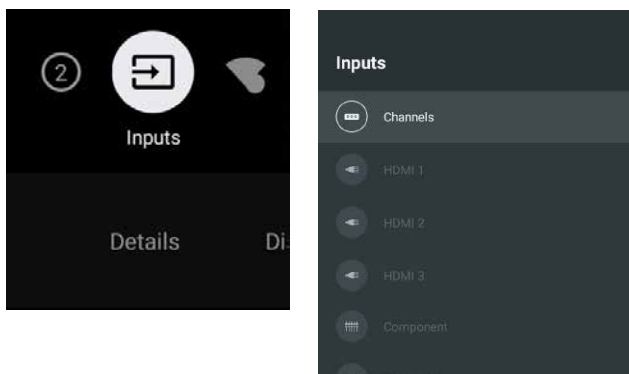 2
Inputs
Details
Di
Inputs
Channels
HDMI 1
HDMI 2
HDMI 3
Component